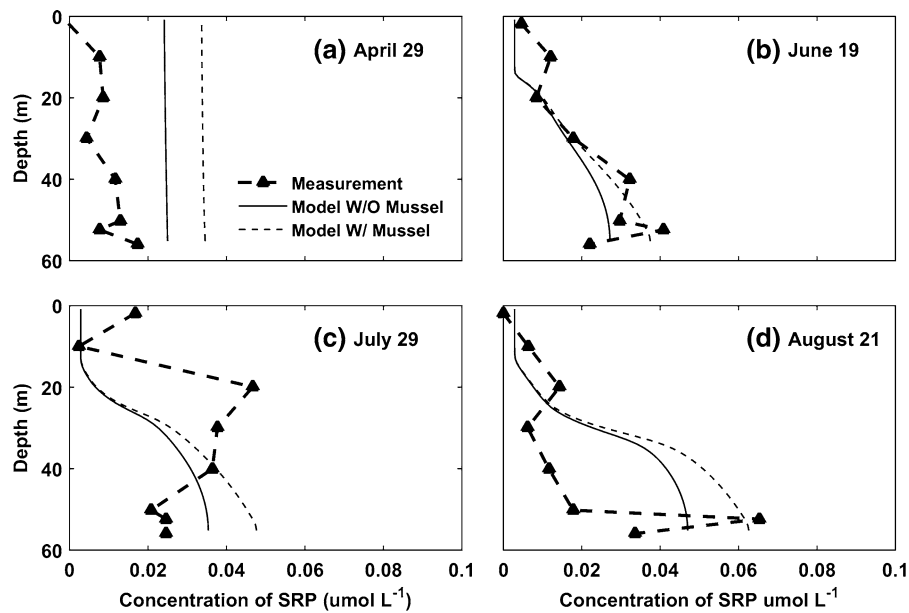 0
20
40
60
Depth (m)
(a) April 29
Measurement
Model W/O Mussel
Model W/ Mussel
(b) June 19
0
20
40
60
Depth (m)
(c) July 29
(d) August 21
0 0.02 0.04 0.06 0.08 0.1
0 0.02 0.04 0.06 0.08 0.1
Concentration of SRP (umol L⁻¹)
Concentration of SRP umol L⁻¹